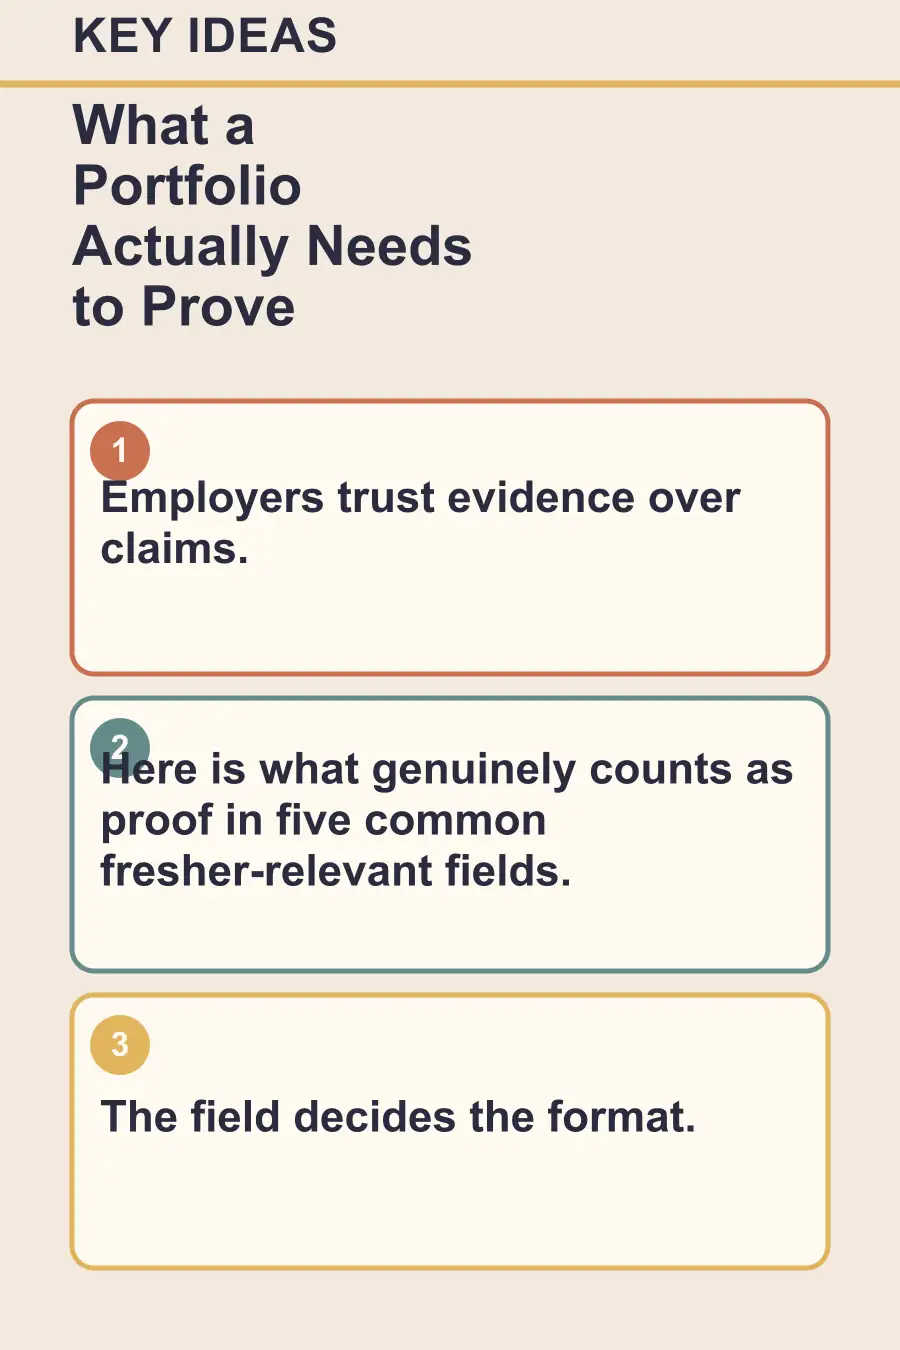 KEY IDEAS
What a
Portfolio
Actually Needs
to Prove
1
Employers trust evidence over
claims.
2
Here is what genuinely counts as
proof in five common
fresher-relevant fields.
3
The field decides the format.